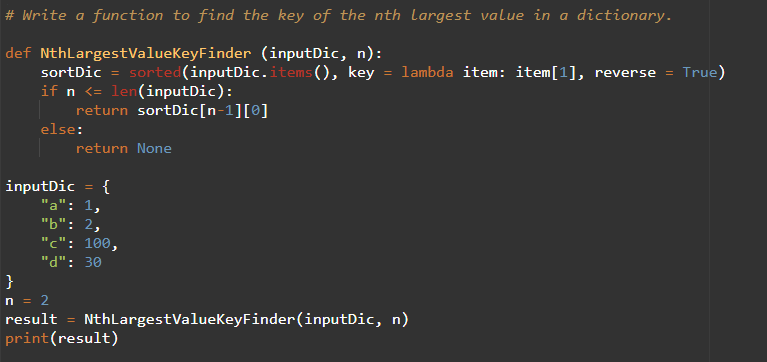 # Write a function to find the key of the nth largest value in a dictionary.
def NthLargestValueKeyFinder (inputDic, n):
    sortDic = sorted(inputDic.items(), key = lambda item: item[1], reverse = True)
    if n <= len(inputDic):
        return sortDic[n-1][0]
    else:
        return None
inputDic = {
    "a": 1,
    "b": 2,
    "c": 100,
    "d": 30
}
n = 2
result = NthLargestValueKeyFinder(inputDic, n)
print(result)